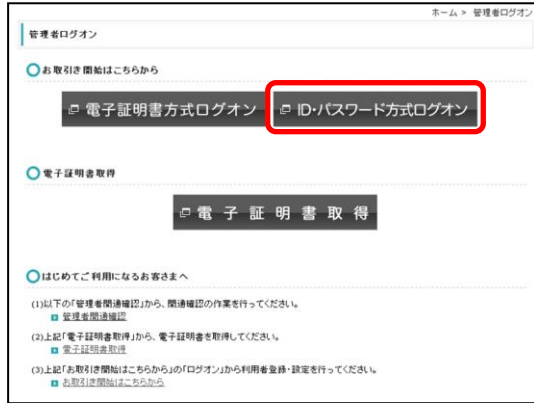 ホーム > 管理者ログオン
管理者ログオン
お取引き開始はこちらから
電子証明書方式ログオン
ID・パスワード方式ログオン
電子証明書取得
電子証明書取得
はじめてご利用になるお客さまへ
(1)以下の「管理者開通確認」から、開通確認の作業を行ってください。
管理者開通確認
(2)上記「電子証明書取得」から、電子証明書を取得してください。
電子証明書取得
(3)上記「お取引き開始はこちらから」の「ログオン」から利用者登録・設定を行ってください。
お取引き開始はこちらから